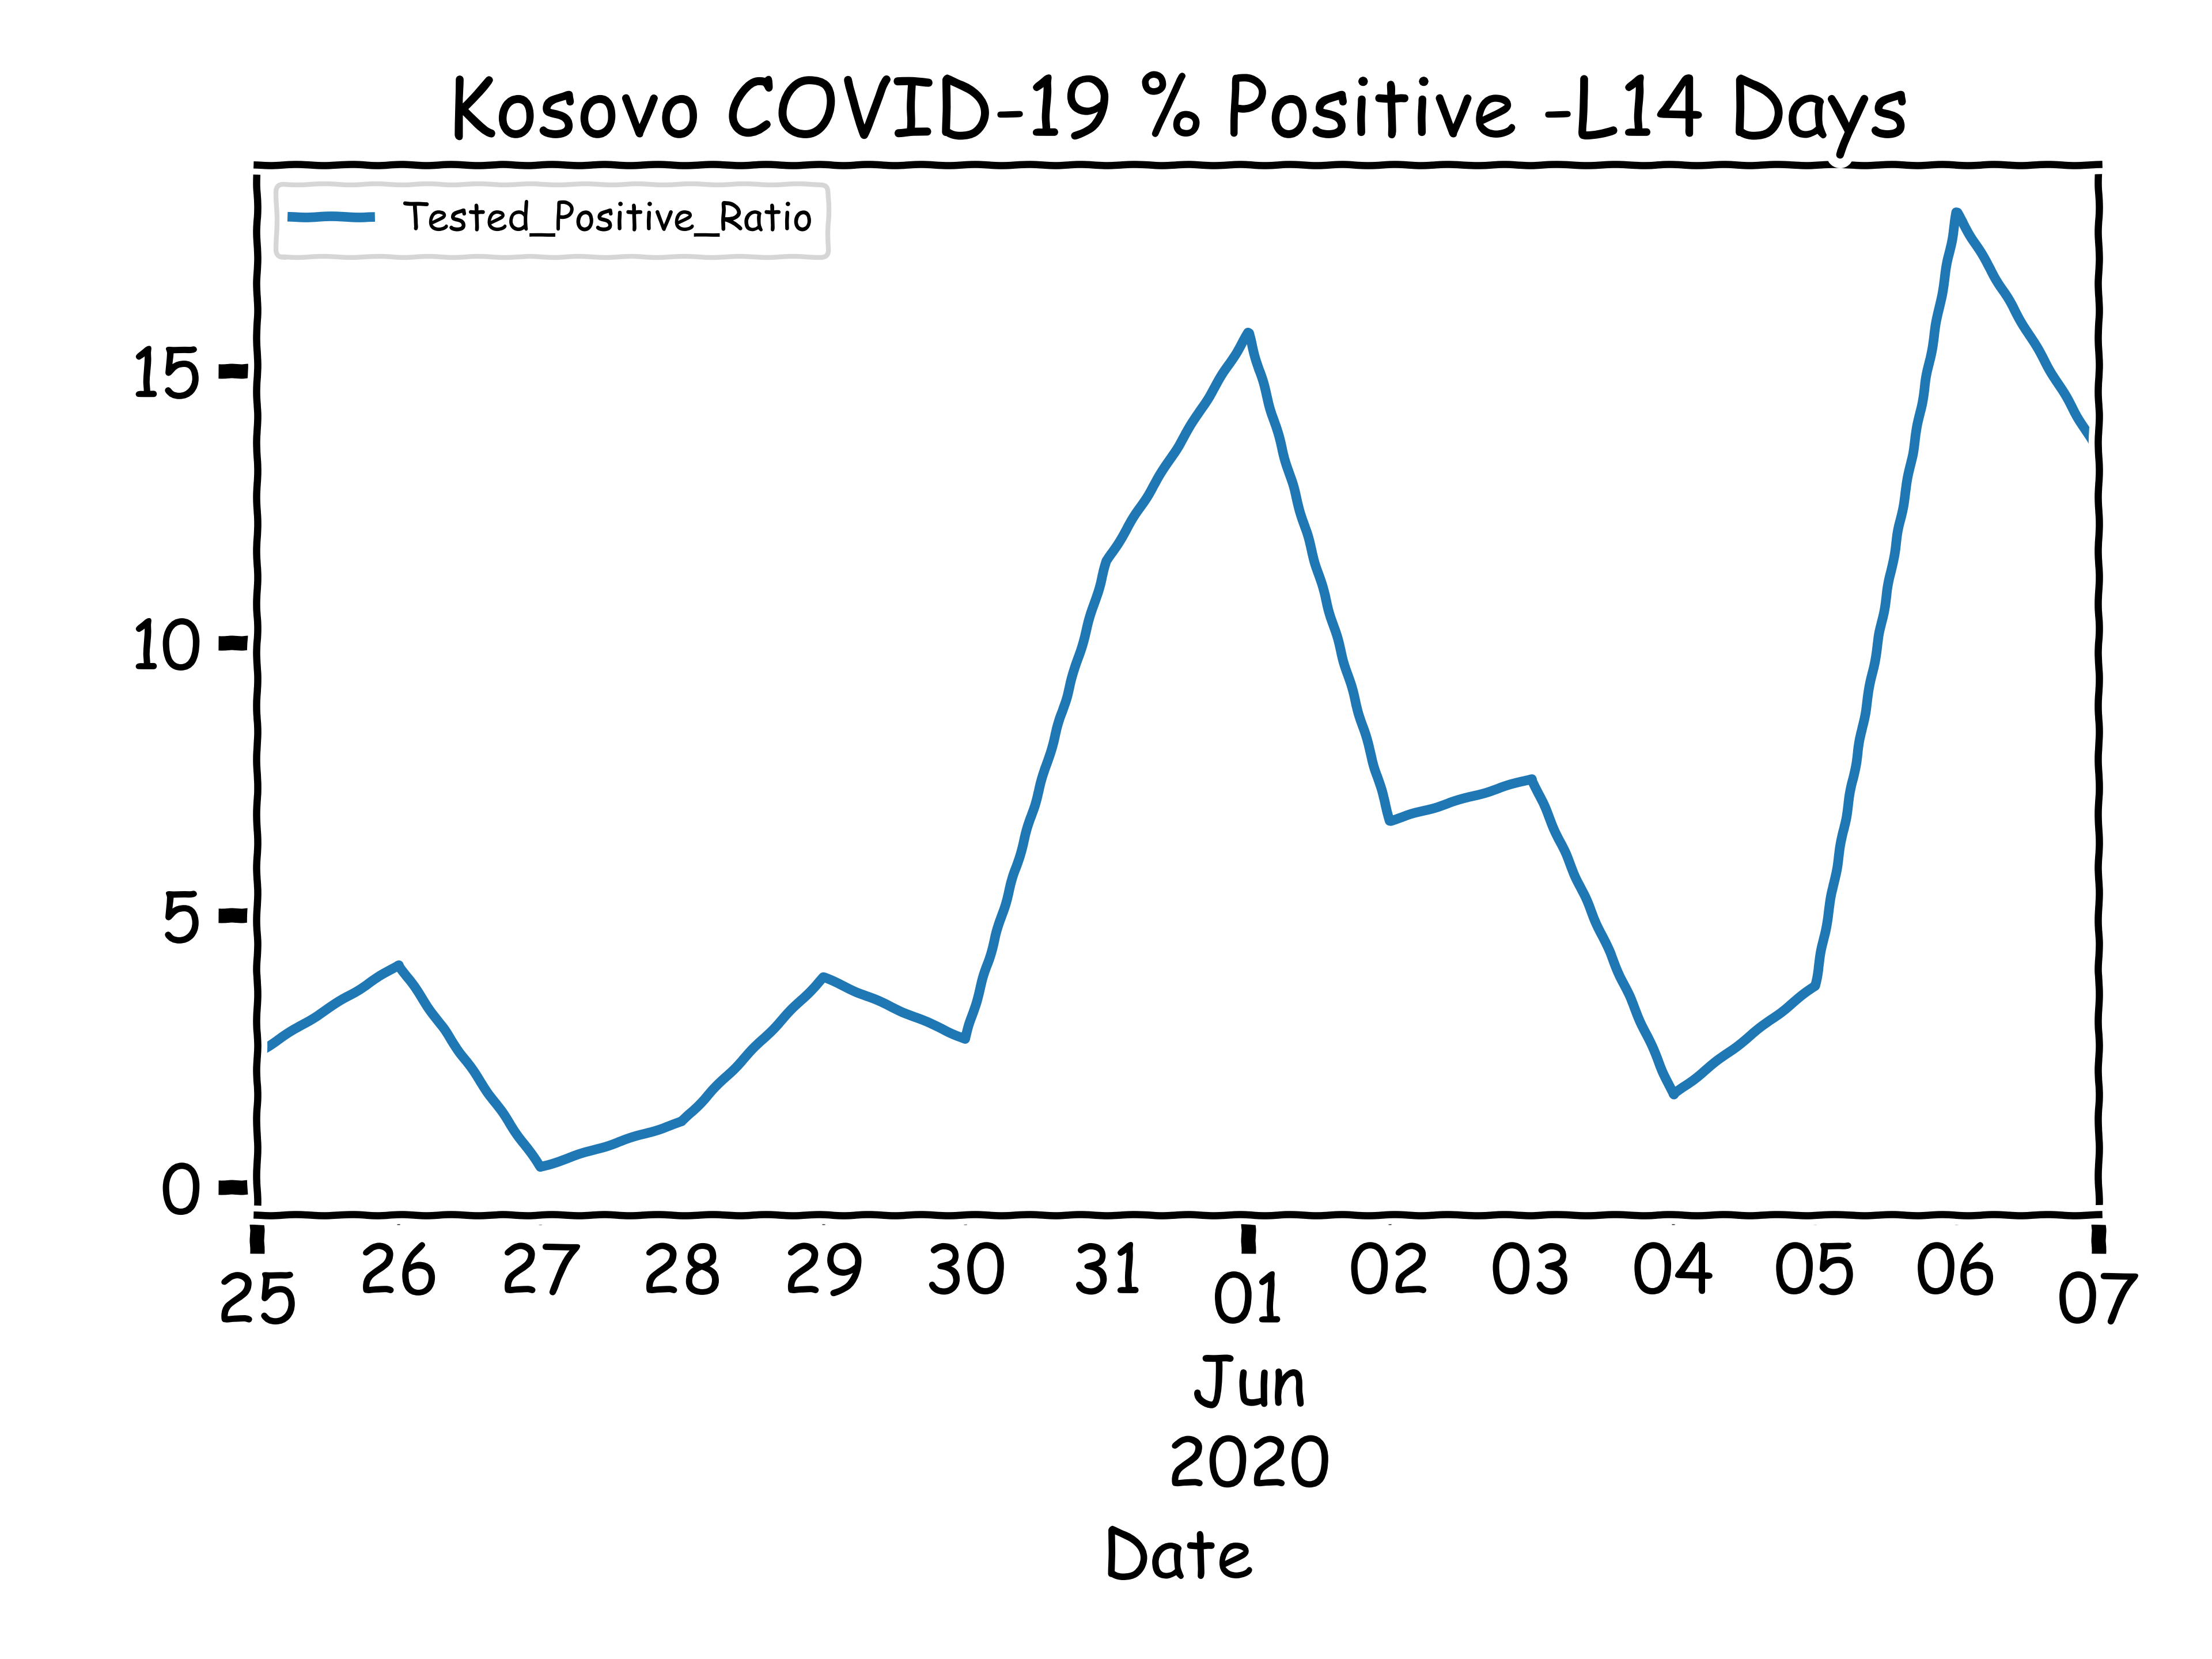 Kosovo COVID-19 % Positive -L14 Days
Tested_Positive_Ratio
15
10
5
0
25 26 27 28 29 30 31 01 02 03 04 05 06 07
Jun
2020
Date